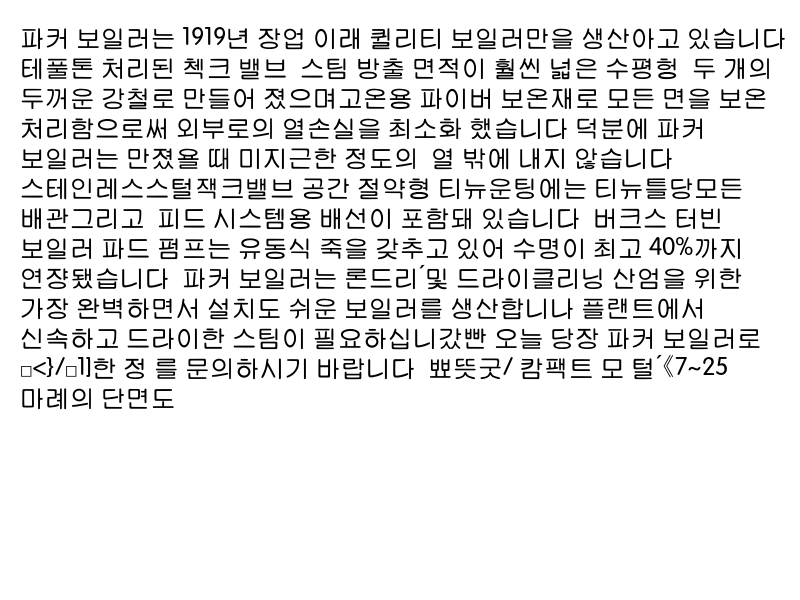 파커 보일러는 1919년 장업 이래 퀄리티 보일러만을 생산아고 있습니다
테풀톤 처리된 첵크 밸브  스팀 방출 면적이 훨씬 넓은 수평헝  두 개의
두꺼운 강철로 만들어 졌으며고온용 파이버 보온재로 모든 면을 보온
처리함으로써 외부로의 열손실을 최소화 했습니다 덕분에 파커
보일러는 만졌욜 때 미지근한 정도의  열 밖에 내지 않습니다
스테인레스스털잭크밸브 공간 절약형 티뉴운팅에는 티뉴틀당모든
배관그리고  피드 시스템용 배선이 포함돼 있습니다  버크스 터빈
보일러 파드 펌프는 유동식 죽을 갖추고 있어 수명이 최고 40%까지
연쟝됐습니다  파커 보일러는 론드리´및 드라이클리닝 산업을 위한
가장 완벽하면서 설치도 쉬운 보일러를 생산합니나 플랜트에서
신속하고 드라이한 스팀이 필요하십니갔빤 오늘 당장 파커 보일러로
□<}/□1]한 정 를 문의하시기 바랍니다  뾰뜻굿/ 캄팩트 모 털´《7~25
마례의 단면도